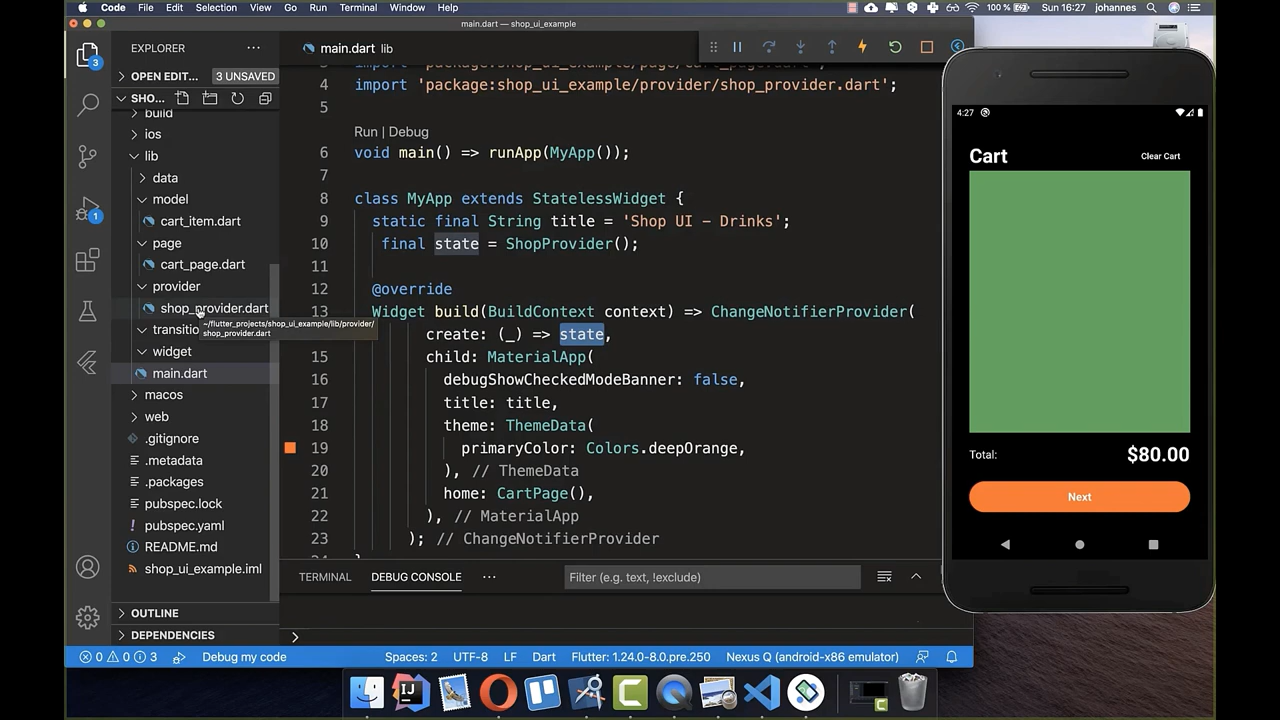 Code File Edit Selection View Go Run Terminal Window Help 100 % Sun 16:27 johannes
main.dart — shop_ui_example
EXPLORER
OPEN EDIT... 3 UNSAVED
SHO...
build
ios
lib
data
model
cart_item.dart
page
cart_page.dart
provider
shop_provider.dart
~/flutter_projects/shop_ui_example/lib/provider/
shop_provider.dart
transitio
widget
main.dart
macos
web
.gitignore
.metadata
.packages
pubspec.lock
pubspec.yaml
README.md
shop_ui_example.iml
OUTLINE
DEPENDENCIES
3
1
main.dart lib
4 import 'package:shop_ui_example/provider/shop_provider.dart';
5
Run | Debug
6 void main() => runApp(MyApp());
7
8 class MyApp extends StatelessWidget {
9 static final String title = 'Shop UI - Drinks';
10 final state = ShopProvider();
11
12 @override
13 Widget build(BuildContext context) => ChangeNotifierProvider(
create: (_) => state,
15 child: MaterialApp(
16 debugShowCheckedModeBanner: false,
17 title: title,
18 theme: ThemeData(
19 primaryColor: Colors.deepOrange,
20 ), // ThemeData
21 home: CartPage(),
22 ), // MaterialApp
23 ); // ChangeNotifierProvider
TERMINAL DEBUG CONSOLE ... Filter (e.g. text, !exclude)
0 0 3 Debug my code Spaces: 2 UTF-8 LF Dart Flutter: 1.24.0-8.0.pre.250 Nexus Q (android-x86 emulator)
4:27
Cart Clear Cart
Total: $80.00
Next